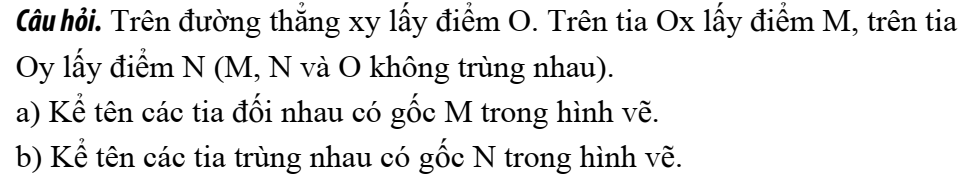 Câu hỏi. Trên đường thẳng xy lấy điểm O. Trên tia Ox lấy điểm M, trên tia
Oy lấy điểm N (M, N và O không trùng nhau).
a) Kể tên các tia đối nhau có gốc M trong hình vẽ.
b) Kể tên các tia trùng nhau có gốc N trong hình vẽ.